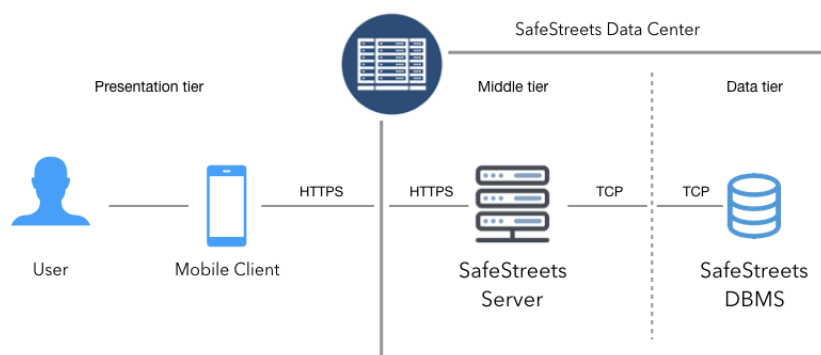 SafeStreets Data Center
Presentation tier
Middle tier
Data tier
HTTPS
HTTPS
TCP
TCP
User
Mobile Client
SafeStreets
Server
SafeStreets
DBMS